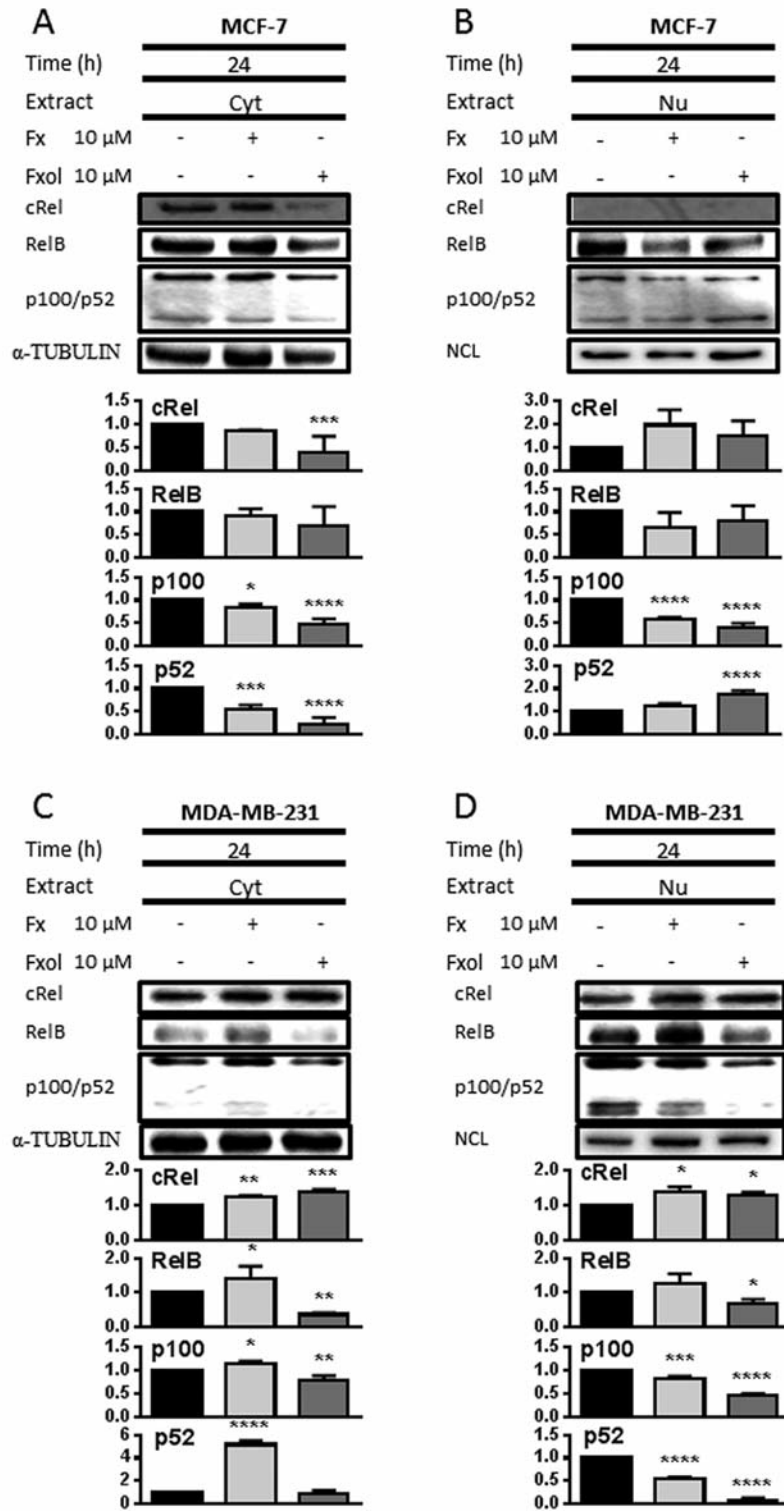 A
MCF-7
Time (h) 24
Extract Cyt
Fx 10 µM - + -
Fxol 10 µM - - +
cRel
RelB
p100/p52
α-TUBULIN
1.5
1.0
0.5
0.0
cRel
***
1.5
1.0
0.5
0.0
RelB
1.5
1.0
0.5
0.0
p100
* ****
1.5
1.0
0.5
0.0
p52
*** ****
B
MCF-7
Time (h) 24
Extract Nu
Fx 10 µM - + -
Fxol 10 µM - - +
cRel
RelB
p100/p52
NCL
3.0
2.0
1.0
0.0
cRel
1.5
1.0
0.5
0.0
RelB
1.5
1.0
0.5
0.0
p100
**** ****
3.0
2.0
1.0
0.0
p52
****
C
MDA-MB-231
Time (h) 24
Extract Cyt
Fx 10 µM - + -
Fxol 10 µM - - +
cRel
RelB
p100/p52
α-TUBULIN
2.0
1.0
0.0
cRel
** ***
2.0
1.0
0.0
RelB
* **
1.5
1.0
0.5
0.0
p100
* **
6
4
2
0
p52
****
D
MDA-MB-231
Time (h) 24
Extract Nu
Fx 10 µM - + -
Fxol 10 µM - - +
cRel
RelB
p100/p52
NCL
2.0
1.0
0.0
cRel
* *
2.0
1.0
0.0
RelB
*
1.5
1.0
0.5
0.0
p100
*** ****
1.5
1.0
0.5
0.0
p52
**** ****